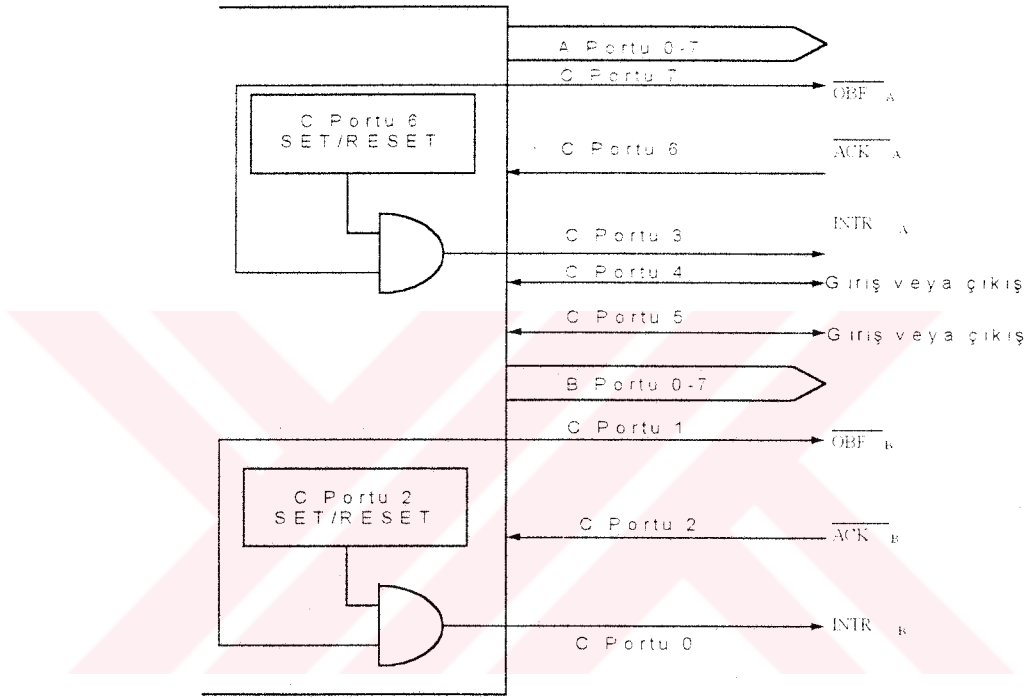 A Portu 0-7
C Portu 7
OBF A
C Portu 6
SET/RESET
C Portu 6
ACK A
INTR A
C Portu 3
C Portu 4
Giriş veya çıkış
C Portu 5
Giriş veya çıkış
B Portu 0-7
C Portu 1
OBF B
C Portu 2
SET/RESET
C Portu 2
ACK B
INTR B
C Portu 0